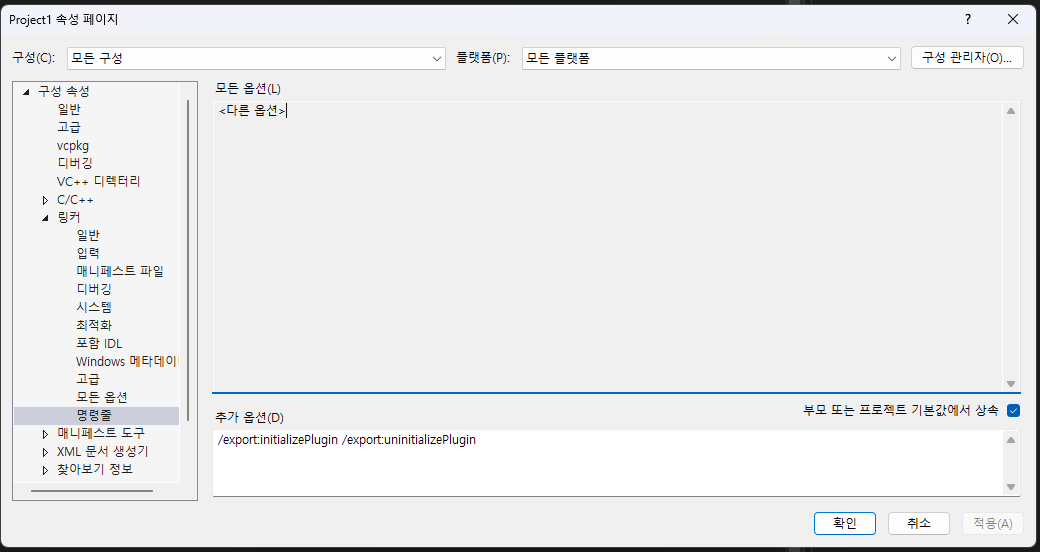 Project1 속성 페이지
?
구성(C):
모든 구성
플랫폼(P):
모든 플랫폼
구성 관리자(O)...
구성 속성
일반
고급
vcpkg
디버깅
VC++ 디렉터리
C/C++
링커
일반
입력
매니페스트 파일
디버깅
시스템
최적화
포함 IDL
Windows 메타데이
고급
모든 옵션
명령줄
매니페스트 도구
XML 문서 생성기
찾아보기 정보
모든 옵션(L)
<다른 옵션>
추가 옵션(D)
부모 또는 프로젝트 기본값에서 상속
/export:initializePlugin /export:uninitializePlugin
확인
취소
적용(A)